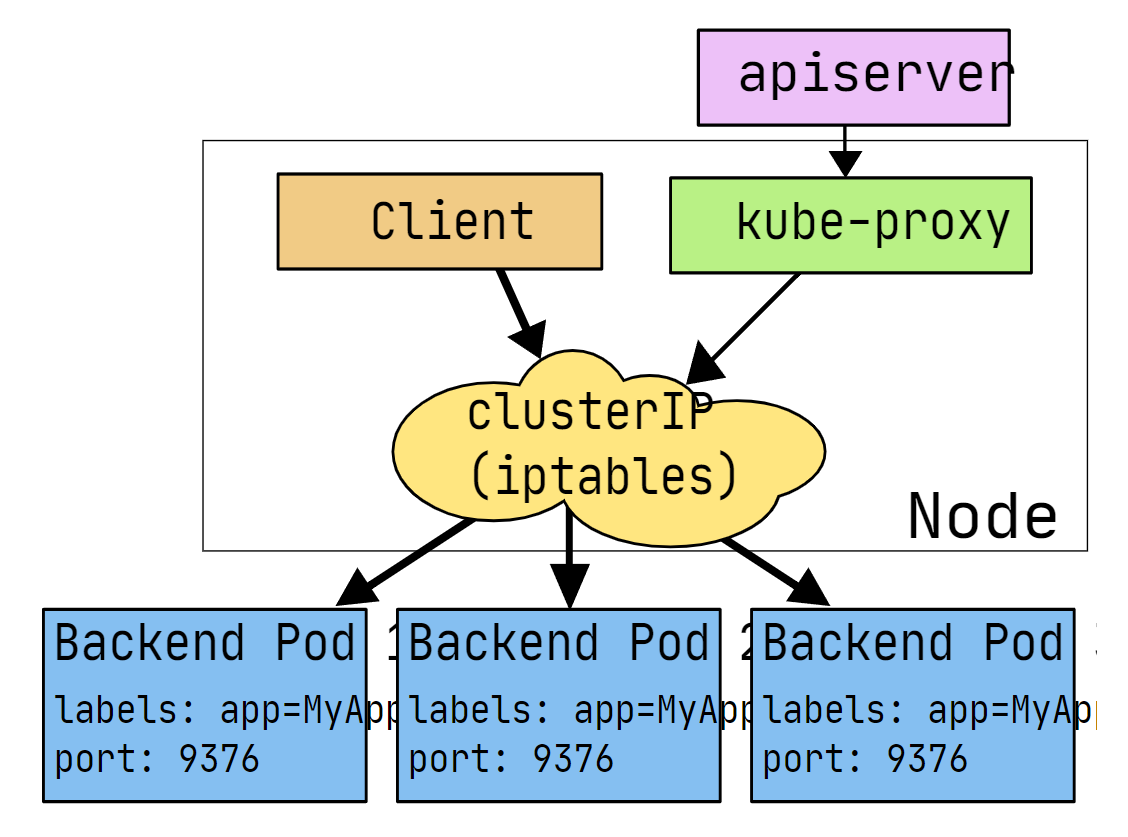 apiserver
Client
kube-proxy
clusterIP
(iptables)
Node
Backend Pod 1
labels: app=MyApp
port: 9376
Backend Pod 2
labels: app=MyApp
port: 9376
Backend Pod 3
labels: app=MyApp
port: 9376